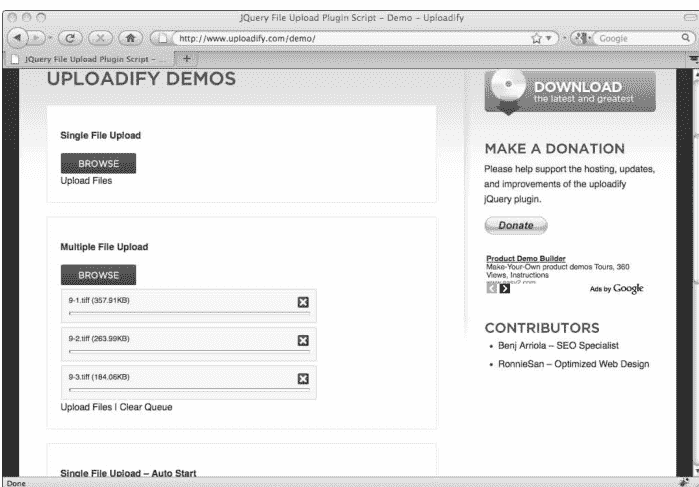 JQuery File Upload Plugin Script – Demo – Uploadify
http://www.uploadify.com/demo/
Google
JQuery File Upload Plugin Script – ...
UPLOADIFY DEMOS
Single File Upload
BROWSE
Upload Files
Multiple File Upload
BROWSE
9-1.tiff (357.91KB)
9-2.tiff (263.99KB)
9-3.tiff (184.06KB)
Upload Files | Clear Queue
Single File Upload – Auto Start
DOWNLOAD
the latest and greatest
MAKE A DONATION
Please help support the hosting, updates,
and improvements of the uploadify
jQuery plugin.
Donate
Product Demo Builder
Make-Your-Own product demos Tours, 360
Views, Instructions
Ads by Google
CONTRIBUTORS
• Benj Arriola – SEO Specialist
• RonnieSan – Optimized Web Design
Done